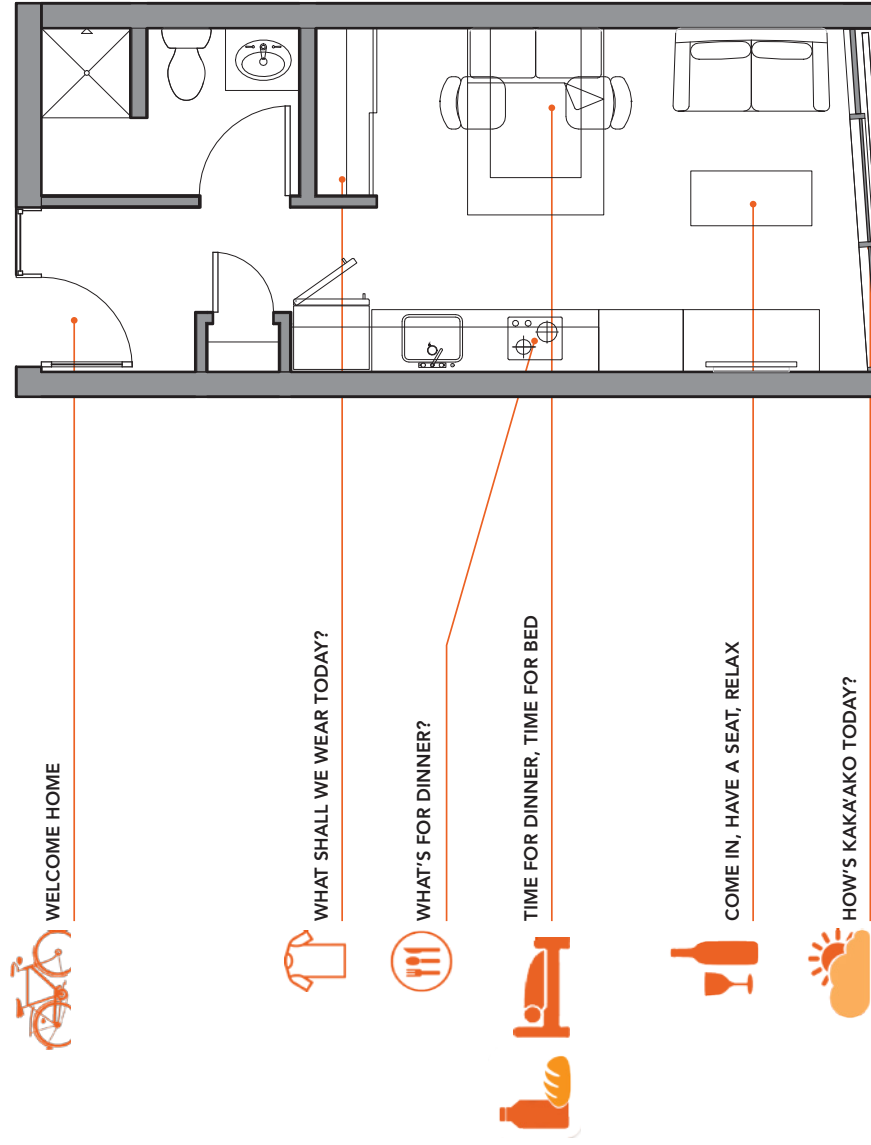 WELCOME HOME
WHAT SHALL WE WEAR TODAY?
WHAT'S FOR DINNER?
TIME FOR DINNER, TIME FOR BED
COME IN, HAVE A SEAT, RELAX
HOW'S KAKA'AKO TODAY?